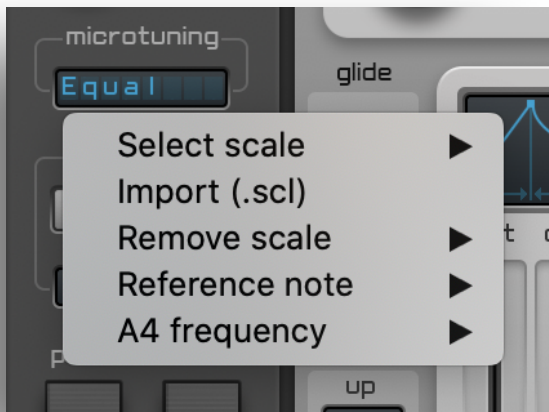 microtuning
Equal
glide
Select scale
Import (.scl)
Remove scale
Reference note
A4 frequency
up